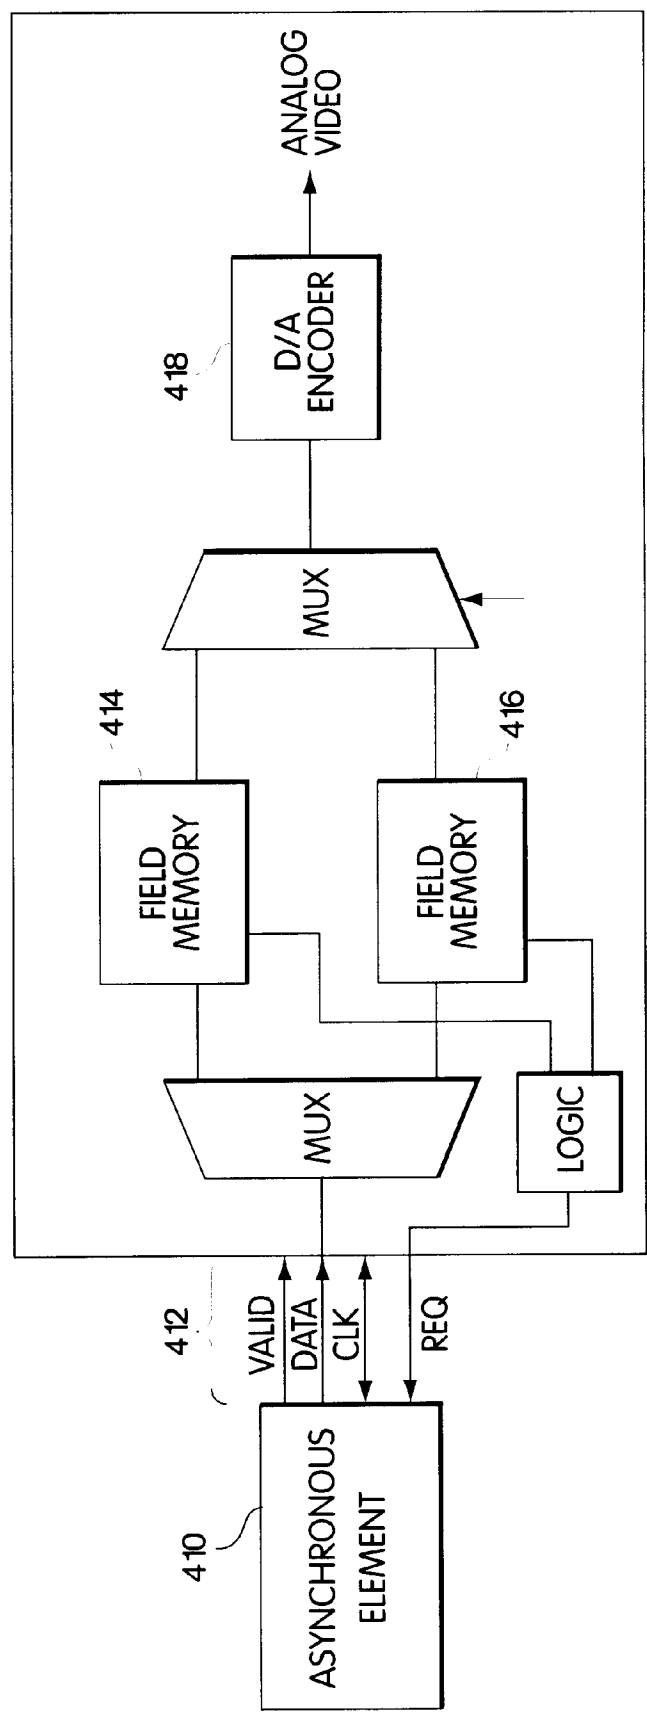 410
ASYNCHRONOUS
ELEMENT
412
VALID
DATA
CLK
REQ
MUX
LOGIC
414
FIELD
MEMORY
416
FIELD
MEMORY
MUX
418
D/A
ENCODER
ANALOG
VIDEO